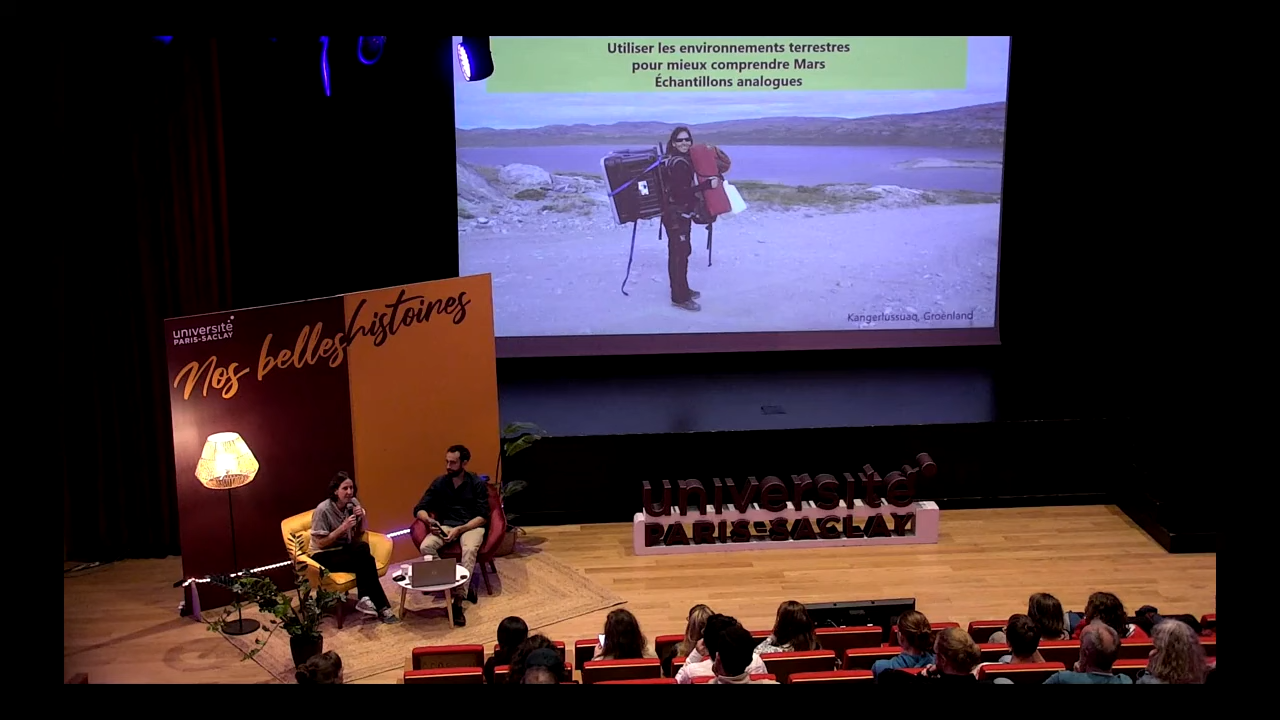 Utiliser les environnements terrestres
pour mieux comprendre Mars
Échantillons analogues
Kangerlussuaq, Groenland
université
PARIS-SACLAY
Nos belles histoires
université
PARIS-SACLAY